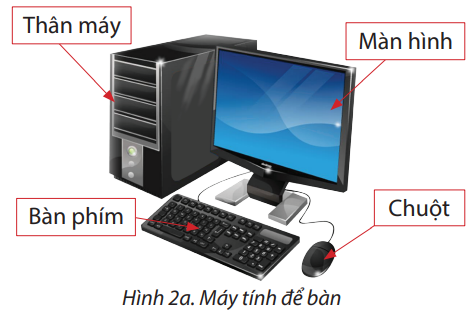 Thân máy
Màn hình
Bàn phím
Chuột
Hình 2a. Máy tính để bàn